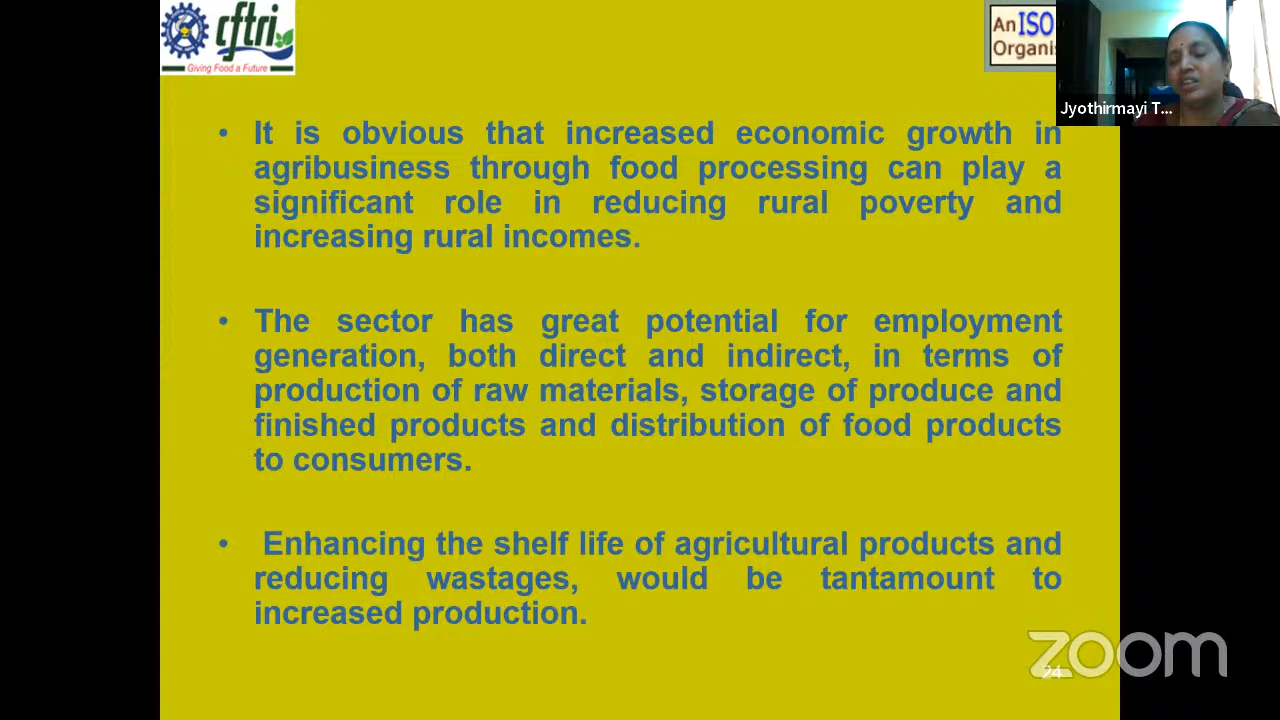 cftri
Giving Food a Future
An ISO
Organis
Jyothirmayi T...
• It is obvious that increased economic growth in
agribusiness through food processing can play a
significant role in reducing rural poverty and
increasing rural incomes.
• The sector has great potential for employment
generation, both direct and indirect, in terms of
production of raw materials, storage of produce and
finished products and distribution of food products
to consumers.
• Enhancing the shelf life of agricultural products and
reducing wastages, would be tantamount to
increased production.
zoom
24